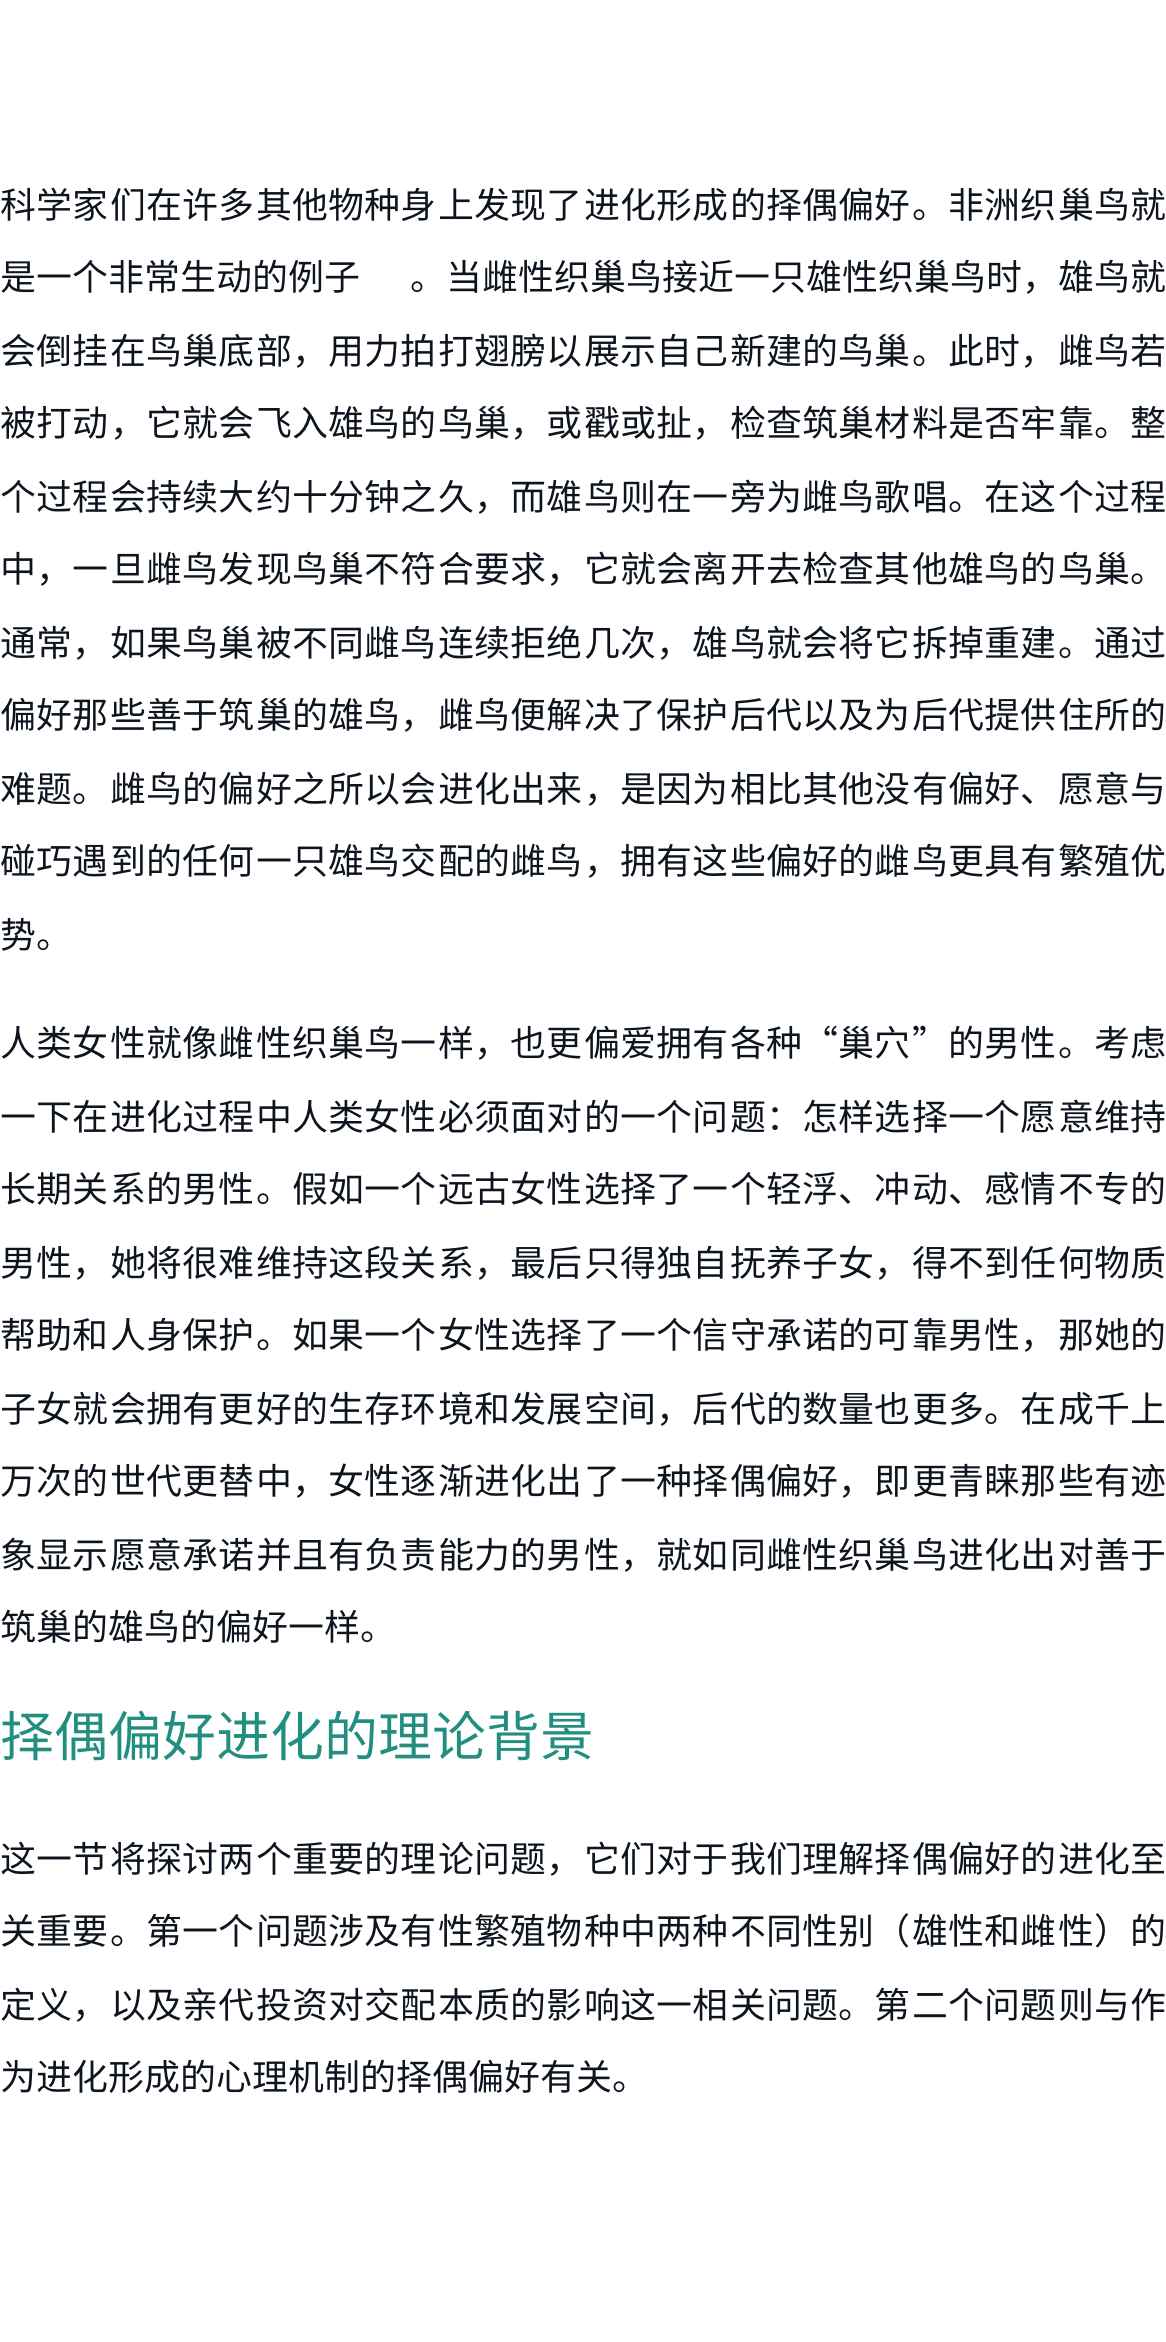 科学家们在许多其他物种身上发现了进化形成的择偶偏好。非洲织巢鸟就
是一个非常生动的例子 。当雌性织巢鸟接近一只雄性织巢鸟时，雄鸟就
会倒挂在鸟巢底部，用力拍打翅膀以展示自己新建的鸟巢。此时，雌鸟若
被打动，它就会飞入雄鸟的鸟巢，或戳或扯，检查筑巢材料是否牢靠。整
个过程会持续大约十分钟之久，而雄鸟则在一旁为雌鸟歌唱。在这个过程
中，一旦雌鸟发现鸟巢不符合要求，它就会离开去检查其他雄鸟的鸟巢。
通常，如果鸟巢被不同雌鸟连续拒绝几次，雄鸟就会将它拆掉重建。通过
偏好那些善于筑巢的雄鸟，雌鸟便解决了保护后代以及为后代提供住所的
难题。雌鸟的偏好之所以会进化出来，是因为相比其他没有偏好、愿意与
碰巧遇到的任何一只雄鸟交配的雌鸟，拥有这些偏好的雌鸟更具有繁殖优
势。
人类女性就像雌性织巢鸟一样，也更偏爱拥有各种“巢穴”的男性。考虑
一下在进化过程中人类女性必须面对的一个问题：怎样选择一个愿意维持
长期关系的男性。假如一个远古女性选择了一个轻浮、冲动、感情不专的
男性，她将很难维持这段关系，最后只得独自抚养子女，得不到任何物质
帮助和人身保护。如果一个女性选择了一个信守承诺的可靠男性，那她的
子女就会拥有更好的生存环境和发展空间，后代的数量也更多。在成千上
万次的世代更替中，女性逐渐进化出了一种择偶偏好，即更青睐那些有迹
象显示愿意承诺并且有负责能力的男性，就如同雌性织巢鸟进化出对善于
筑巢的雄鸟的偏好一样。
择偶偏好进化的理论背景
这一节将探讨两个重要的理论问题，它们对于我们理解择偶偏好的进化至
关重要。第一个问题涉及有性繁殖物种中两种不同性别（雄性和雌性）的
定义，以及亲代投资对交配本质的影响这一相关问题。第二个问题则与作
为进化形成的心理机制的择偶偏好有关。